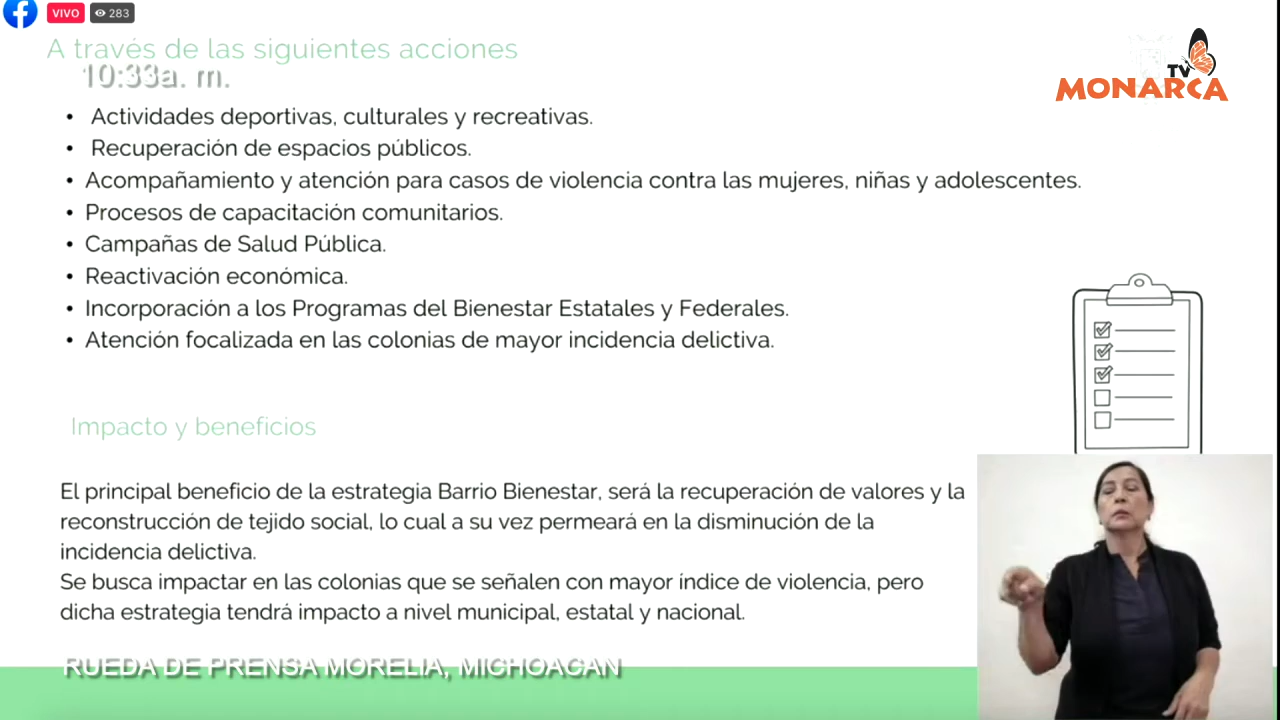 VIVO 283
A través de las siguientes acciones
10:33a. m.
TV
MONARCA
• Actividades deportivas, culturales y recreativas.
• Recuperación de espacios públicos.
• Acompañamiento y atención para casos de violencia contra las mujeres, niñas y adolescentes.
• Procesos de capacitación comunitarios.
• Campañas de Salud Pública.
• Reactivación económica.
• Incorporación a los Programas del Bienestar Estatales y Federales.
• Atención focalizada en las colonias de mayor incidencia delictiva.
Impacto y beneficios
El principal beneficio de la estrategia Barrio Bienestar, será la recuperación de valores y la
reconstrucción de tejido social, lo cual a su vez permeará en la disminución de la
incidencia delictiva.
Se busca impactar en las colonias que se señalen con mayor índice de violencia, pero
dicha estrategia tendrá impacto a nivel municipal, estatal y nacional.
RUEDA DE PRENSA MORELIA, MICHOACAN